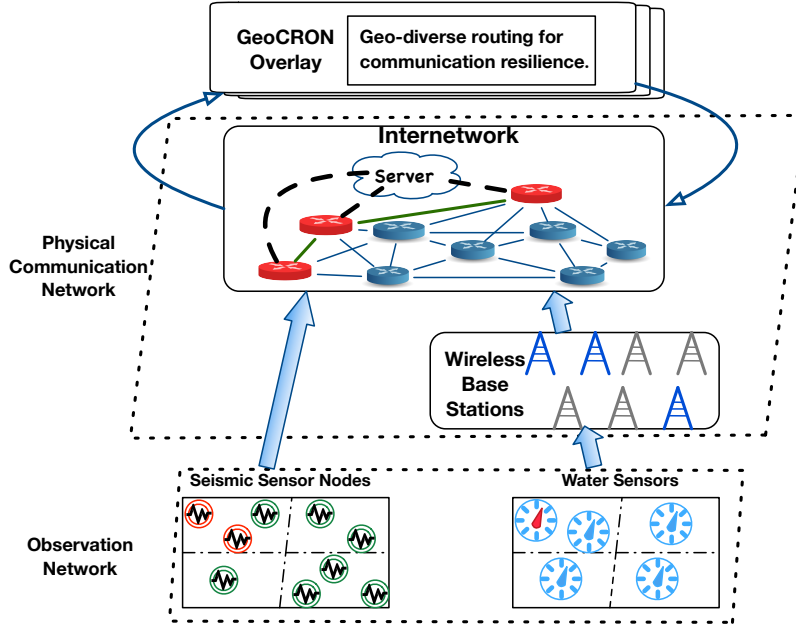 GeoCRON
Overlay
Geo-diverse routing for
communication resilience.
Internetwork
Server
Physical
Communication
Network
Wireless
Base
Stations
Seismic Sensor Nodes
Water Sensors
Observation
Network